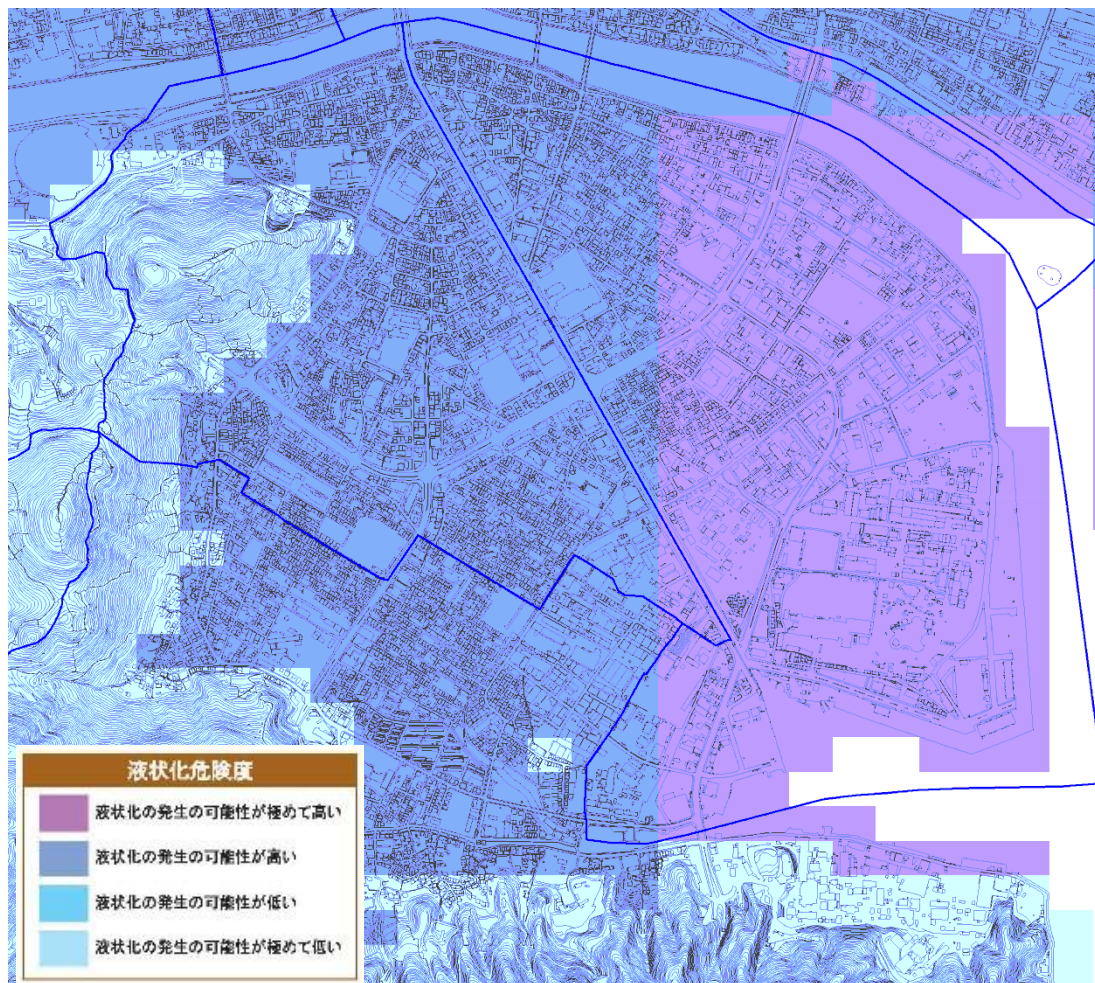 液状化危険度
液状化の発生の可能性が極めて高い
液状化の発生の可能性が高い
液状化の発生の可能性が低い
液状化の発生の可能性が極めて低い